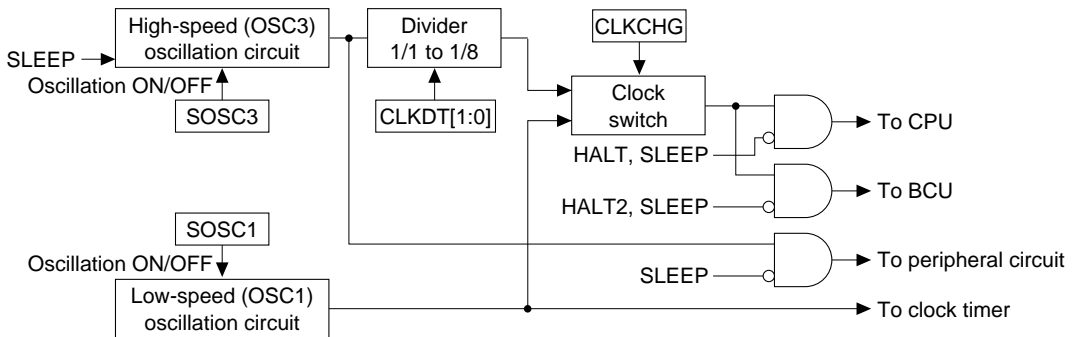 High-speed (OSC3)
oscillation circuit
Divider
1/1 to 1/8
CLKCHG
SLEEP
Oscillation ON/OFF
SOSC3
CLKDT[1:0]
Clock
switch
To CPU
HALT, SLEEP
To BCU
HALT2, SLEEP
SOSC1
Oscillation ON/OFF
To peripheral circuit
SLEEP
Low-speed (OSC1)
oscillation circuit
To clock timer